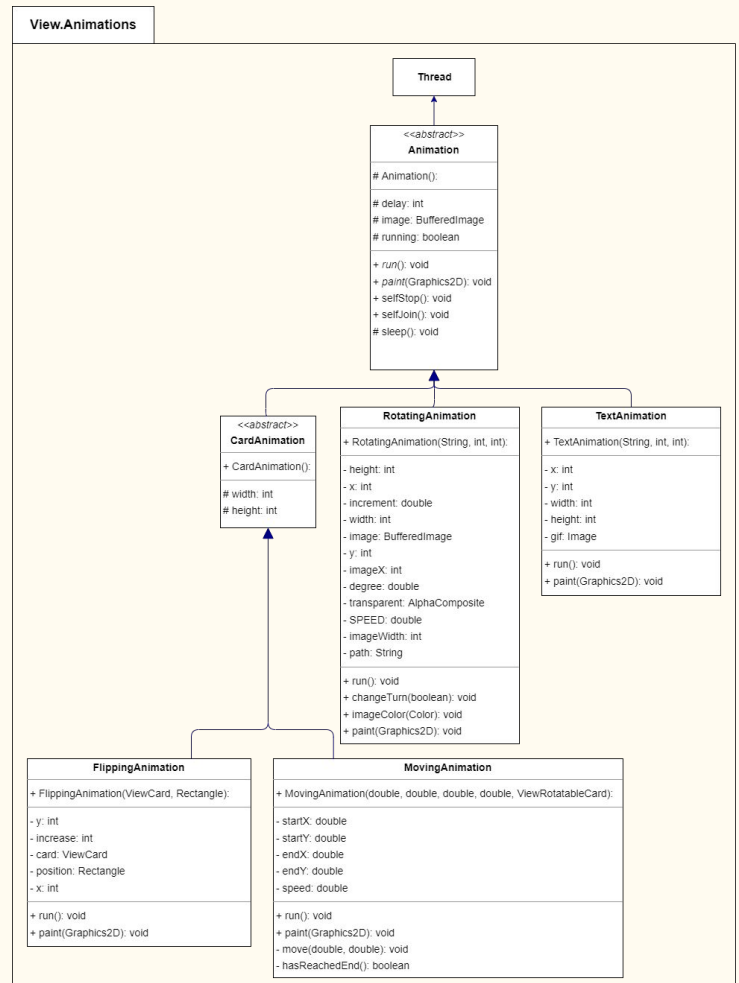 View.Animations
Thread
<<abstract>>
Animation
# Animation():
# delay: int
# image: BufferedImage
# running: boolean
+ run(): void
+ paint(Graphics2D): void
+ selfStop(): void
+ selfJoin(): void
# sleep(): void
<<abstract>>
CardAnimation
+ CardAnimation():
# width: int
# height: int
RotatingAnimation
+ RotatingAnimation(String, int, int):
- height: int
- x: int
- increment: double
- width: int
- image: BufferedImage
- y: int
- imageX: int
- degree: double
- transparent: AlphaComposite
- SPEED: double
- imageWidth: int
- path: String
+ run(): void
+ changeTurn(boolean): void
+ imageColor(Color): void
+ paint(Graphics2D): void
TextAnimation
+ TextAnimation(String, int, int):
- x: int
- y: int
- width: int
- height: int
- gif: Image
+ run(): void
+ paint(Graphics2D): void
FlippingAnimation
+ FlippingAnimation(ViewCard, Rectangle):
- y: int
- increase: int
- card: ViewCard
- position: Rectangle
- x: int
+ run(): void
+ paint(Graphics2D): void
MovingAnimation
+ MovingAnimation(double, double, double, double, ViewRotatableCard):
- startX: double
- startY: double
- endX: double
- endY: double
- speed: double
+ run(): void
+ paint(Graphics2D): void
- move(double, double): void
- hasReachedEnd(): boolean